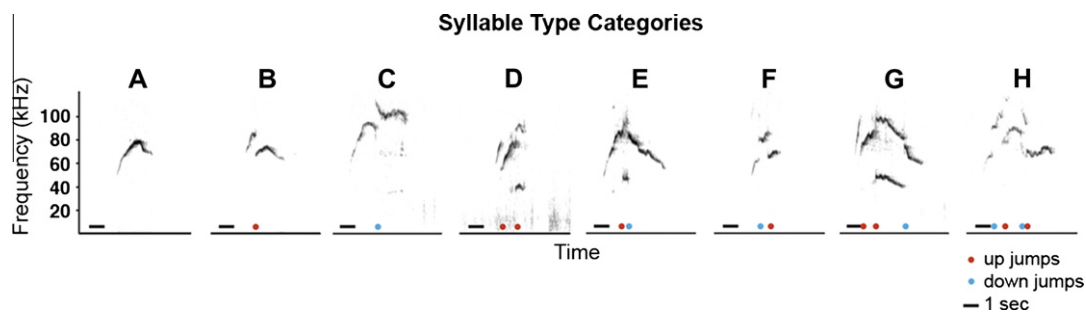 Syllable Type Categories
A B C D E F G H
Frequency (kHz)
100
80
60
40
20
Time
up jumps
down jumps
1 sec